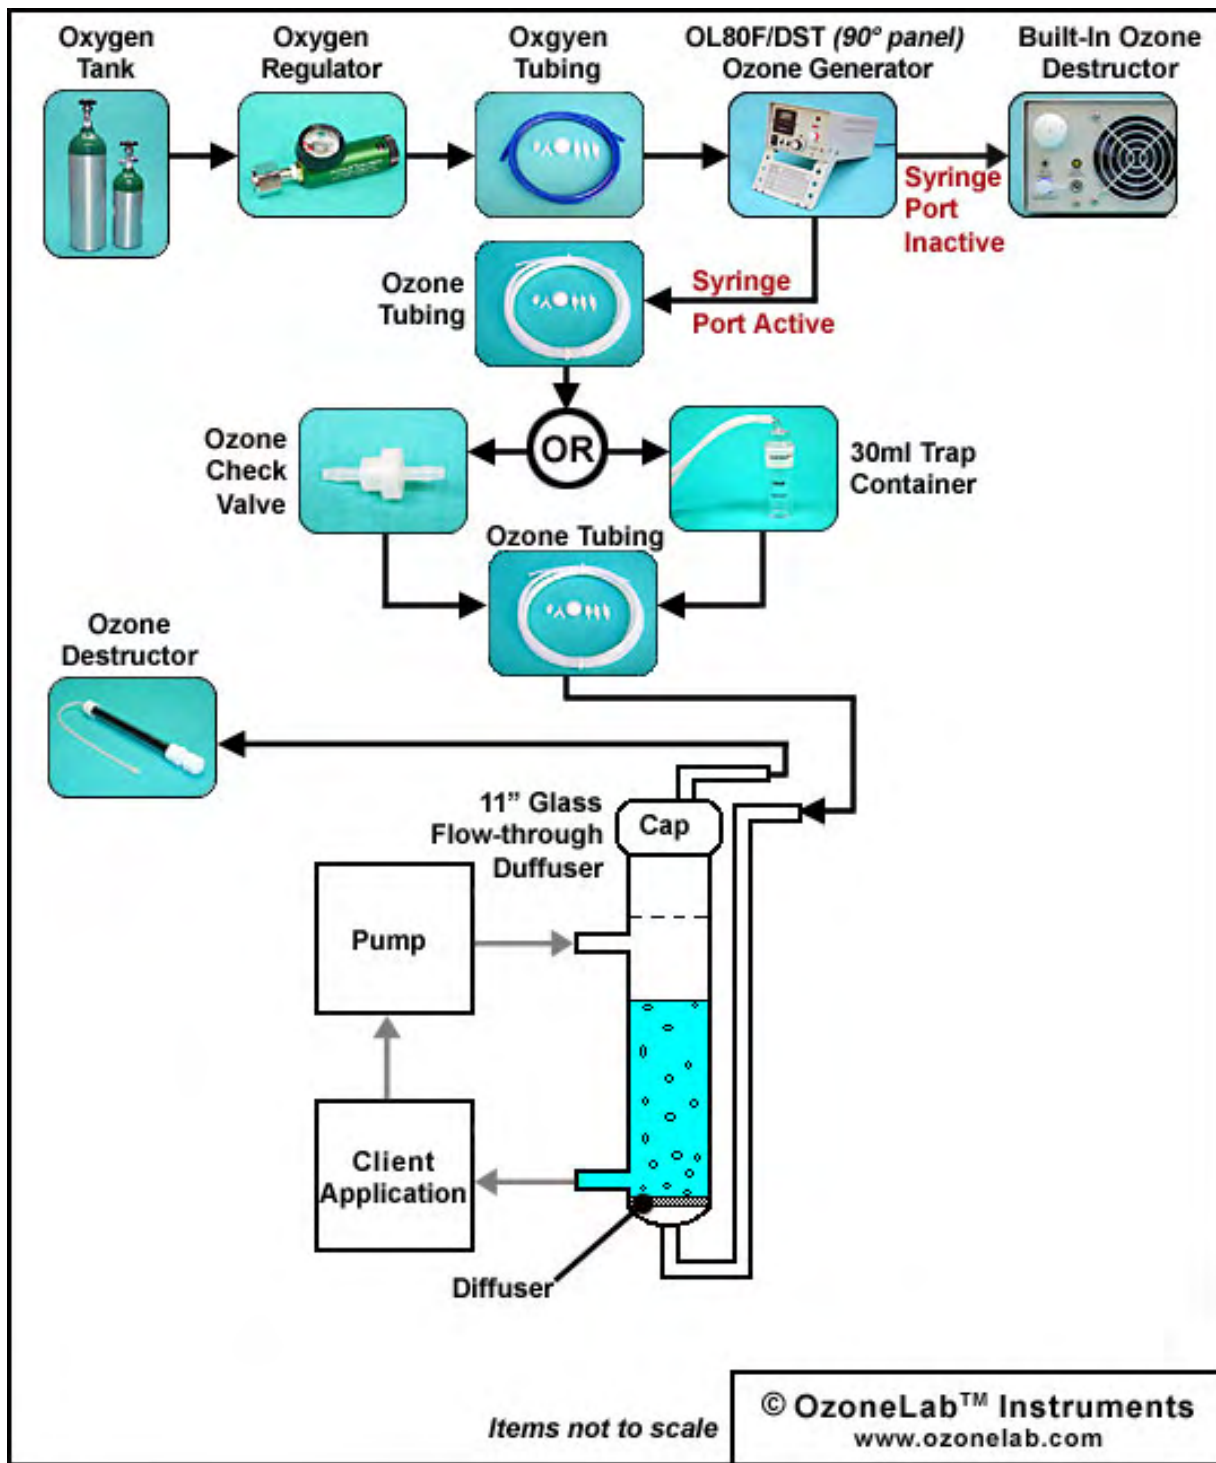 Oxygen
Tank
Oxygen
Regulator
Oxgyen
Tubing
OL80F/DST (90° panel)
Ozone Generator
Built-In Ozone
Destructor
Syringe
Port
Inactive
Ozone
Tubing
Syringe
Port Active
Ozone
Check
Valve
OR
30ml Trap
Container
Ozone Tubing
Ozone
Destructor
11” Glass
Flow-through
Duffuser
Cap
Pump
Client
Application
Diffuser
Items not to scale
© OzoneLab™ Instruments
www.ozonelab.com